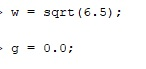 > w = sqrt(6.5);
> g = 0.0;